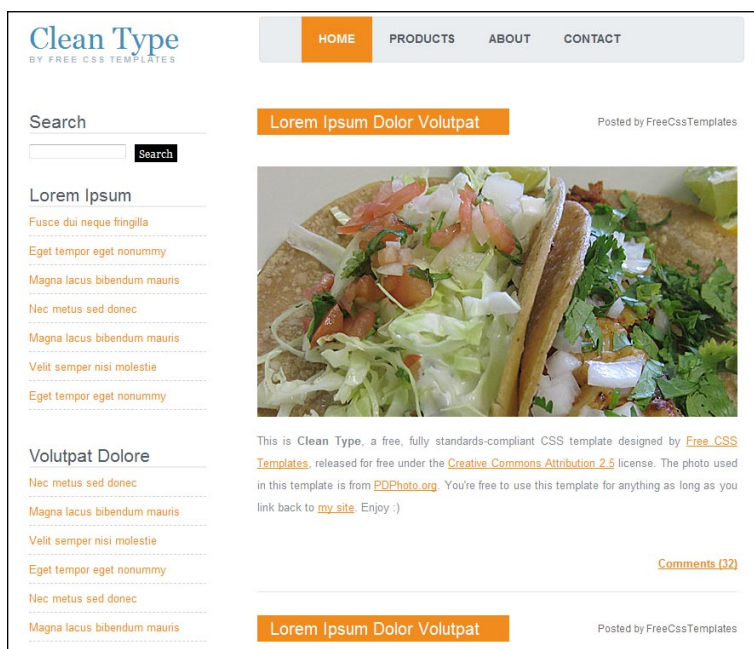 Clean Type
BY FREE CSS TEMPLATES
HOME PRODUCTS ABOUT CONTACT
Search
Search
Lorem Ipsum
Fusce dui neque fringilla
Eget tempor eget nonummy
Magna lacus bibendum mauris
Nec metus sed donec
Magna lacus bibendum mauris
Velit semper nisi molestie
Eget tempor eget nonummy
Volutpat Dolore
Nec metus sed donec
Magna lacus bibendum mauris
Velit semper nisi molestie
Eget tempor eget nonummy
Nec metus sed donec
Magna lacus bibendum mauris
Lorem Ipsum Dolor Volutpat
Posted by FreeCssTemplates
This is Clean Type, a free, fully standards-compliant CSS template designed by Free CSS
Templates, released for free under the Creative Commons Attribution 2.5 license. The photo used
in this template is from PDPhoto.org. You're free to use this template for anything as long as you
link back to my site. Enjoy :)
Comments (32)
Lorem Ipsum Dolor Volutpat
Posted by FreeCssTemplates